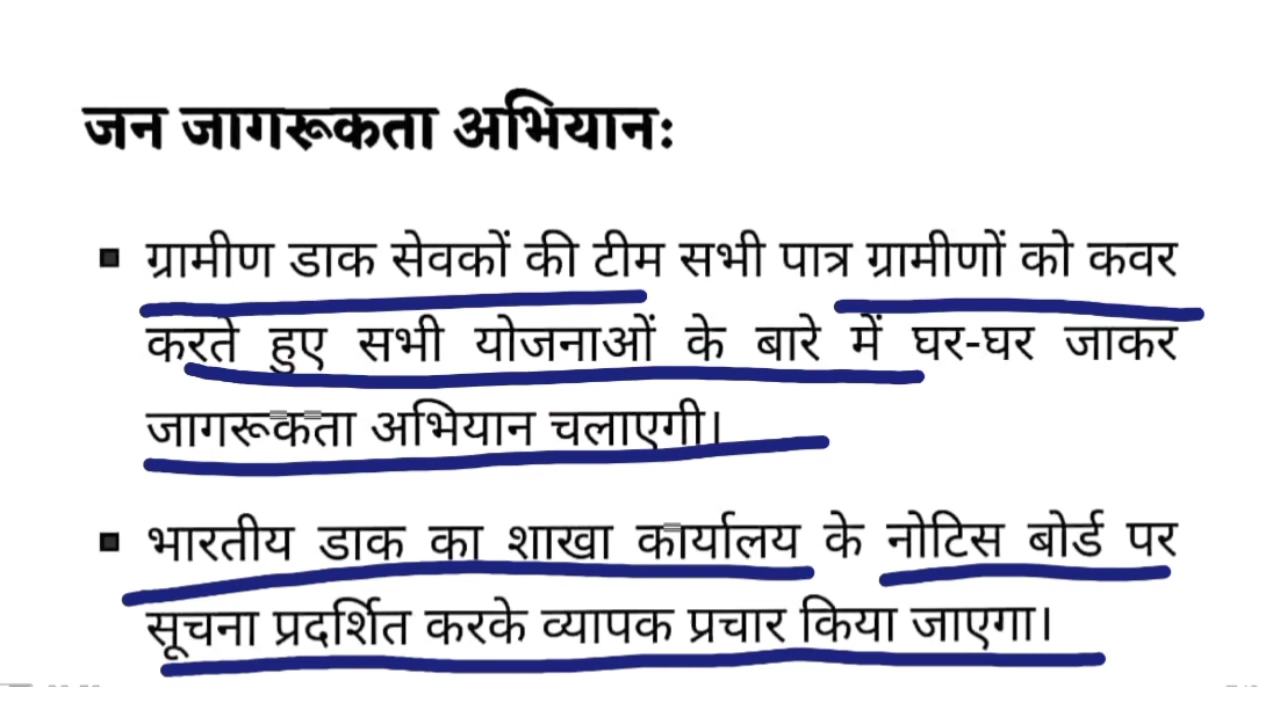 जन जागरूकता अभियानः
▪ ग्रामीण डाक सेवकों की टीम सभी पात्र ग्रामीणों को कवर
करते हुए सभी योजनाओं के बारे में घर-घर जाकर
जागरूकता अभियान चलाएगी।
▪ भारतीय डाक का शाखा कार्यालय के नोटिस बोर्ड पर
सूचना प्रदर्शित करके व्यापक प्रचार किया जाएगा।